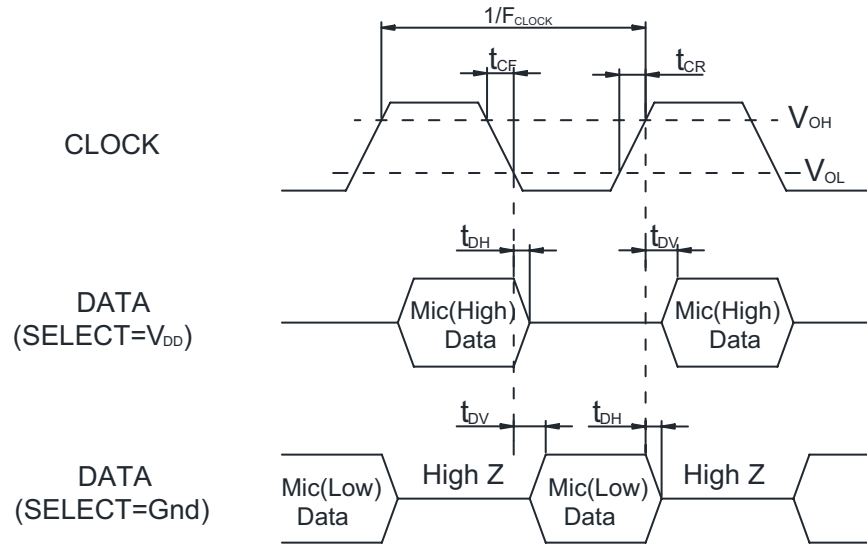 1/FCLOCK
tCF
tCR
CLOCK
VOH
VOL
tDH
tDV
DATA
(SELECT=VDD)
Mic(High)
Data
Mic(High)
Data
tDV
tDH
DATA
(SELECT=Gnd)
Mic(Low)
Data
High Z
Mic(Low)
Data
High Z